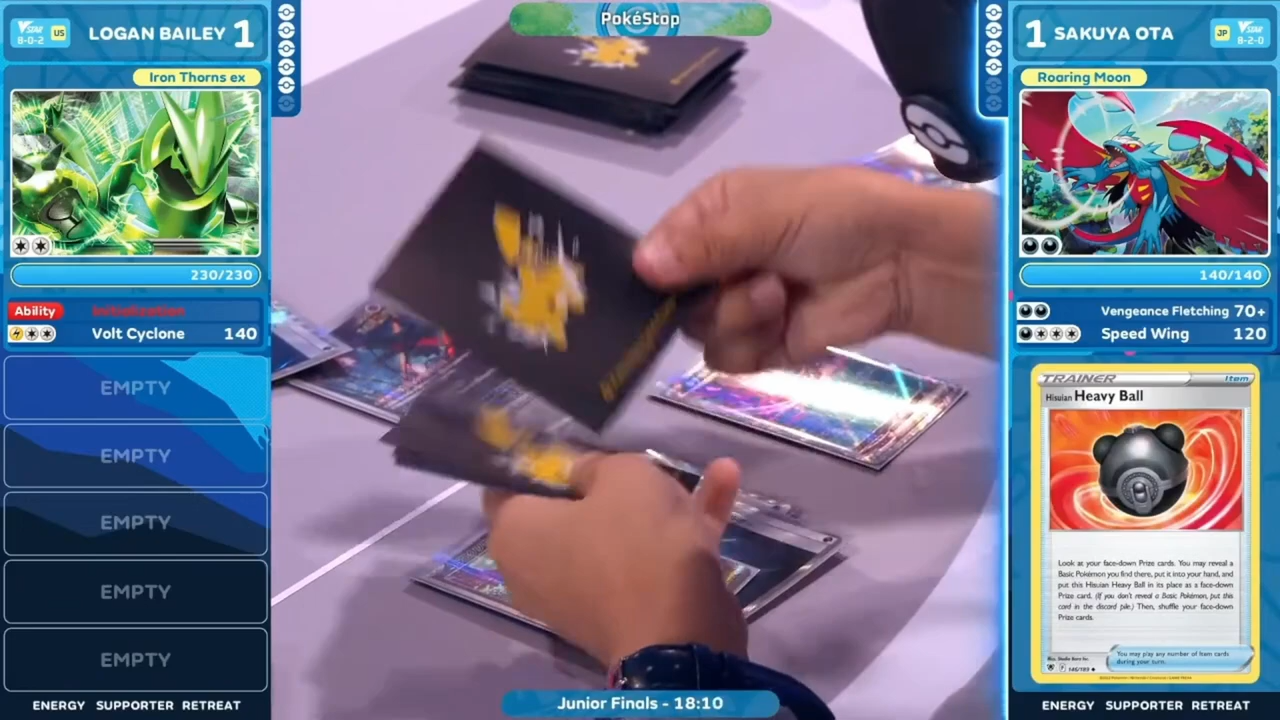 VSTAR
8-0-2
US
LOGAN BAILEY 1
Iron Thorns ex
230/230
Ability Initialization
Volt Cyclone 140
EMPTY
EMPTY
EMPTY
EMPTY
EMPTY
ENERGY SUPPORTER RETREAT
PokéStop
Junior Finals - 18:10
1 SAKUYA OTA
JP
VSTAR
8-2-0
Roaring Moon
140/140
Vengeance Fletching 70+
Speed Wing 120
TRAINER Item
Hisuian Heavy Ball
Look at your face-down Prize cards. You may reveal a
Basic Pokémon you find there, put it into your hand, and
put this Hisuian Heavy Ball in its place as a face-down
Prize card. (If you don't reveal a Basic Pokémon, put this
card in the discard pile.) Then, shuffle your face-down
Prize cards.
You may play any number of Item cards
during your turn.
146/189
ENERGY SUPPORTER RETREAT